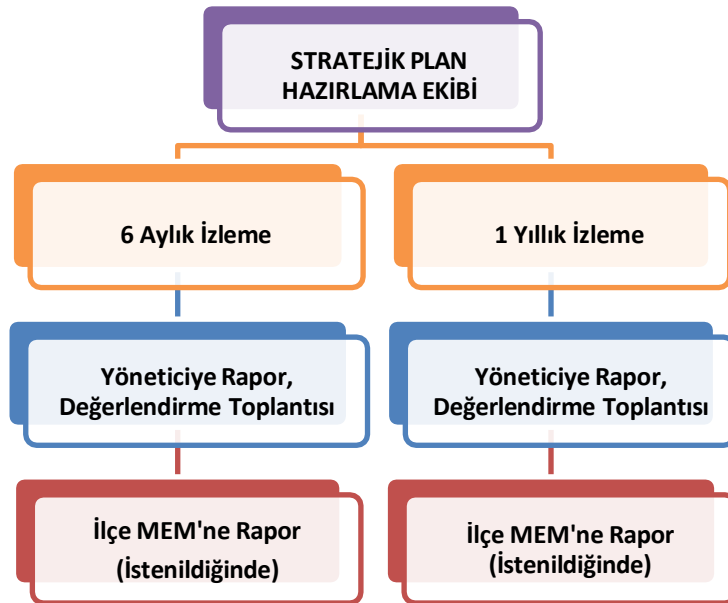 STRATEJİK PLAN
HAZIRLAMA EKİBİ
6 Aylık İzleme
1 Yıllık İzleme
Yöneticiye Rapor,
Değerlendirme Toplantısı
Yöneticiye Rapor,
Değerlendirme Toplantısı
İlçe MEM'ne Rapor
(İstenildiğinde)
İlçe MEM'ne Rapor
(İstenildiğinde)